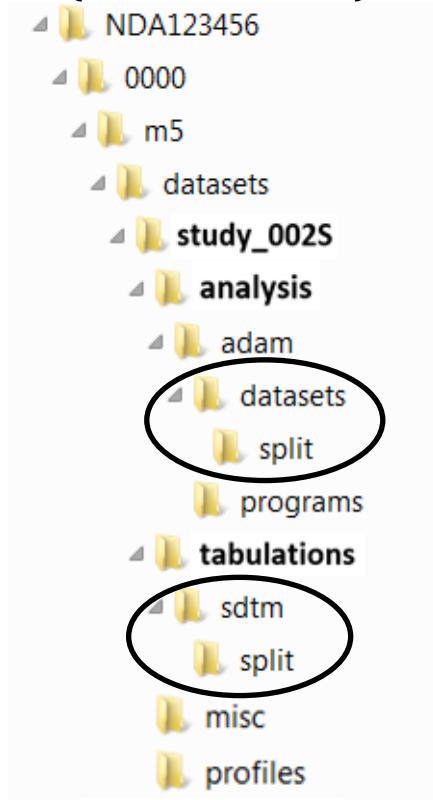 NDA123456
0000
m5
datasets
study_002S
analysis
adam
datasets
split
programs
tabulations
sdtm
split
misc
profiles